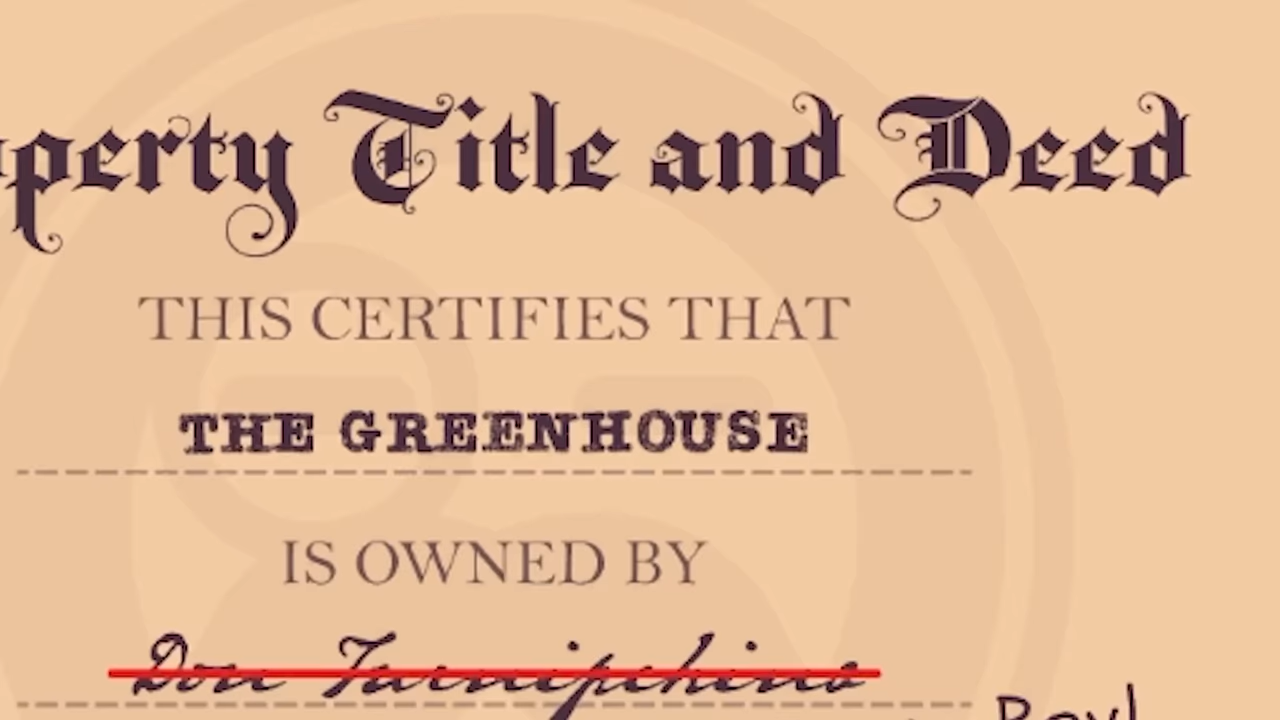 perty Title and Deed
THIS CERTIFIES THAT
THE GREENHOUSE
IS OWNED BY
Don Turnipchino